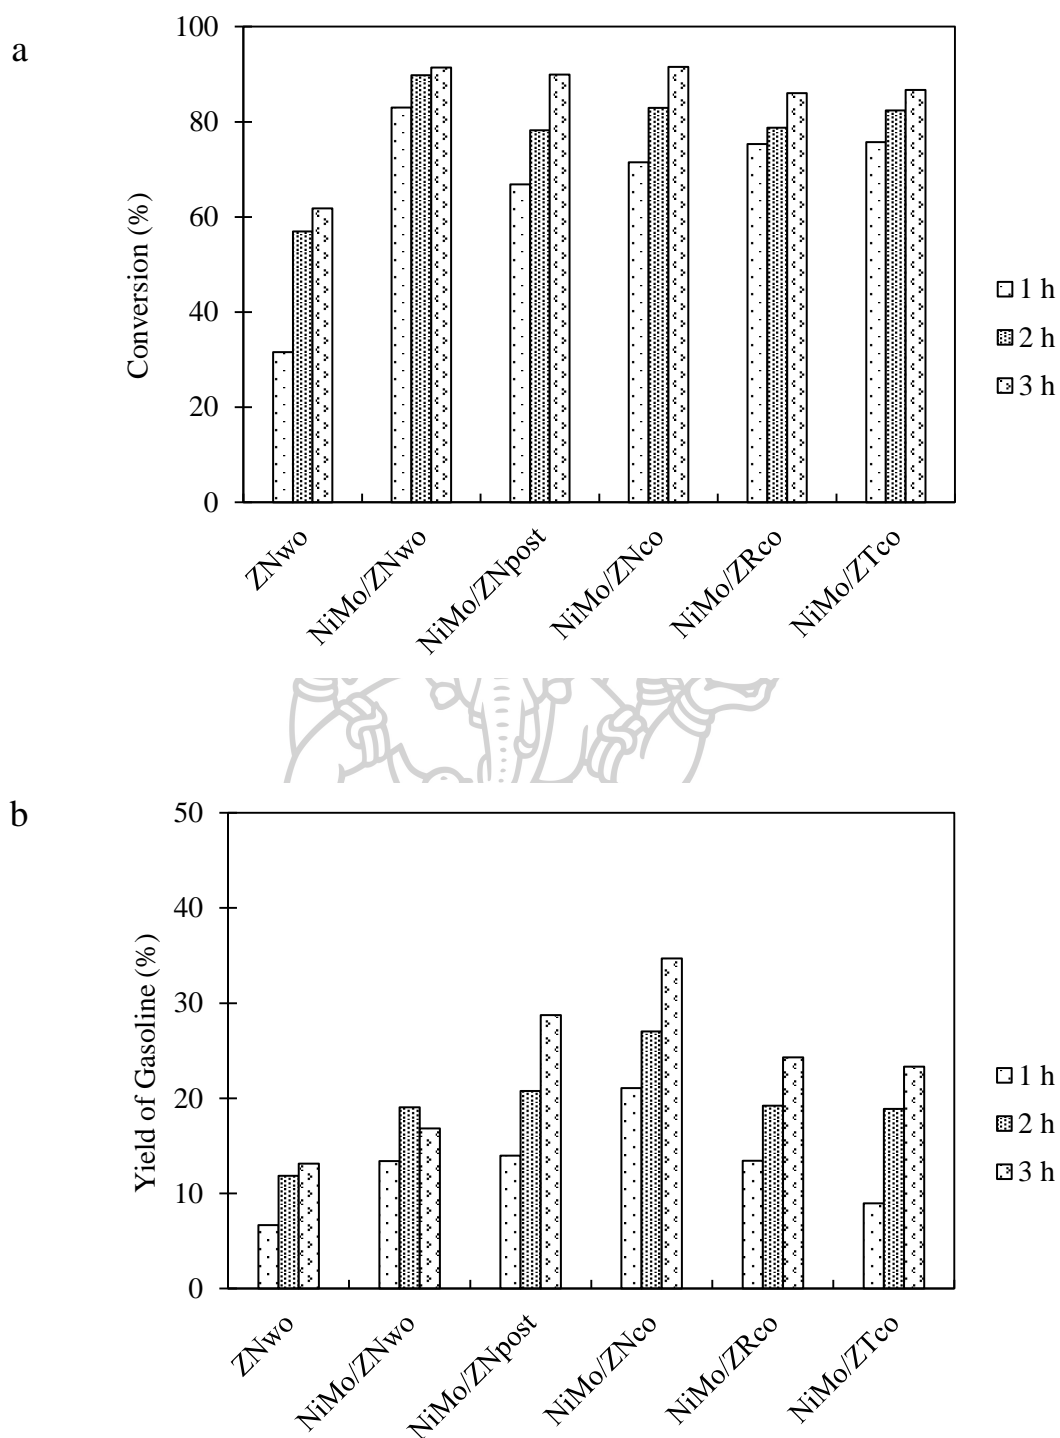 a
100
80
60
40
20
0
Conversion (%)
ZNwo
NiMo/ZNwo
NiMo/ZNpost
NiMo/ZNco
NiMo/ZRco
NiMo/ZTco
1 h
2 h
3 h
b
50
40
30
20
10
0
Yield of Gasoline (%)
ZNwo
NiMo/ZNwo
NiMo/ZNpost
NiMo/ZNco
NiMo/ZRco
NiMo/ZTco
1 h
2 h
3 h